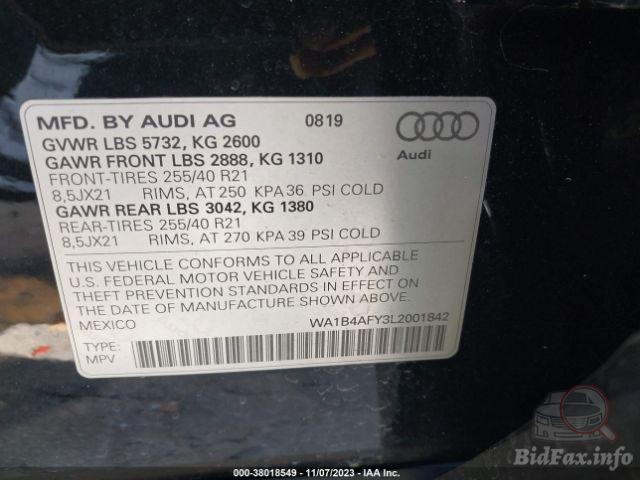 MFD. BY AUDI AG 0819
GVWR LBS 5732, KG 2600
GAWR FRONT LBS 2888, KG 1310
Audi
FRONT-TIRES 255/40 R21
8,5JX21 RIMS, AT 250 KPA 36 PSI COLD
GAWR REAR LBS 3042, KG 1380
REAR-TIRES 255/40 R21
8,5JX21 RIMS, AT 270 KPA 39 PSI COLD
THIS VEHICLE CONFORMS TO ALL APPLICABLE
U.S. FEDERAL MOTOR VEHICLE SAFETY AND
THEFT PREVENTION STANDARDS IN EFFECT ON
THE DATE OF MANUFACTURE SHOWN ABOVE.
MEXICO WA1B4AFY3L2001842
TYPE:
MPV
BidFax.info
000-38018549 - 11/07/2023 - IAA Inc.